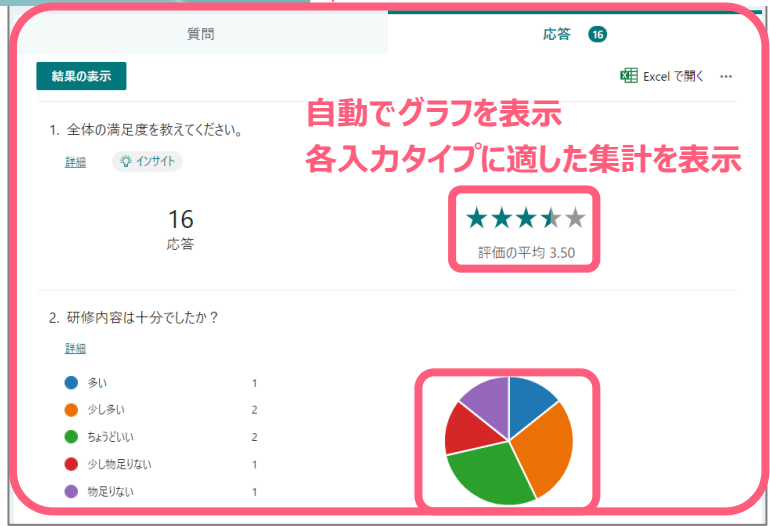 質問
応答 16
結果の表示
Excel で開く ...
自動でグラフを表示
1. 全体の満足度を教えてください。
各入力タイプに適した集計を表示
詳細 インサイト
16
応答
評価の平均 3.50
2. 研修内容は十分でしたか？
詳細
多い 1
少し多い 2
ちょうどいい 2
少し物足りない 1
物足りない 1